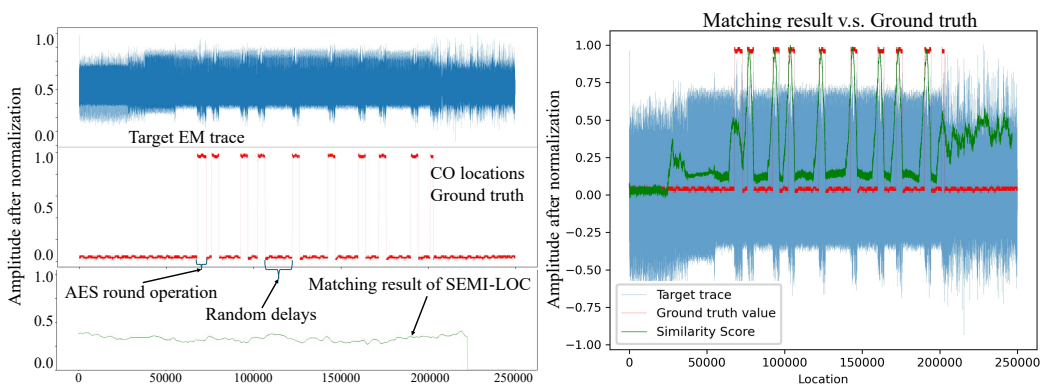 Amplitude after normalization
1.0
0.5
0.0
Target EM trace
1.0
CO locations
Ground truth
0.5
0.0
AES round operation
Random delays
Matching result of SEMI-LOC
1.0
0.5
0.0
0 50000 100000 150000 200000 250000
Matching result v.s. Ground truth
Amplitude after normalization
1.00
0.75
0.50
0.25
0.00
−0.25
−0.50
−0.75
−1.00
Target trace
Ground truth value
Similarity Score
0 50000 100000 150000 200000 250000
Location